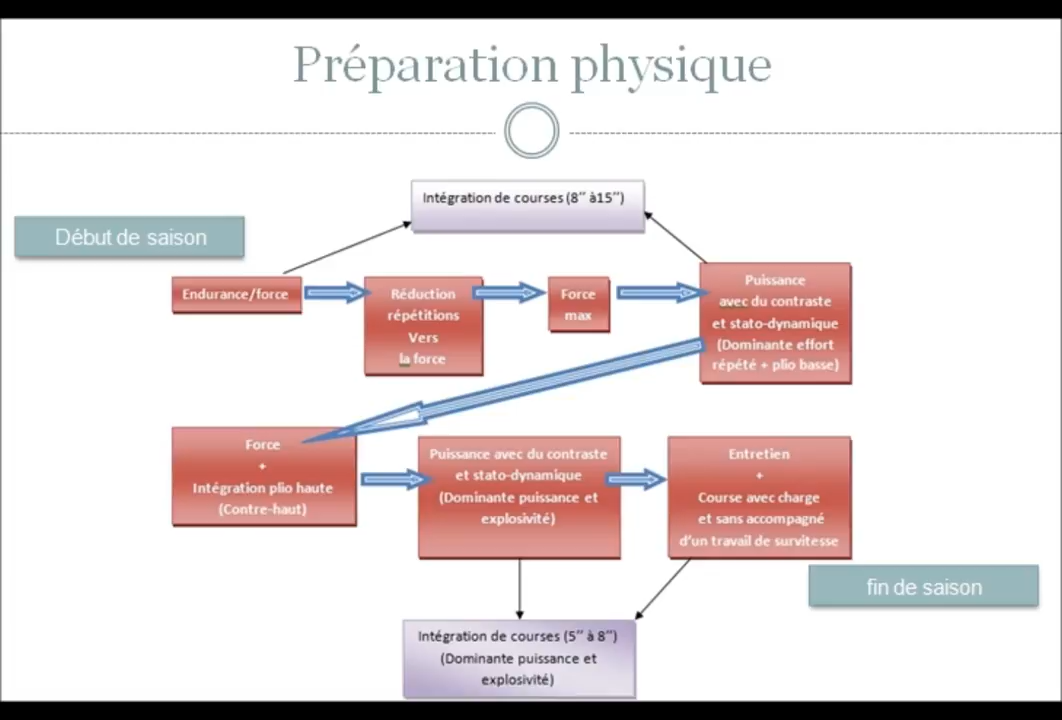 Préparation physique
Intégration de courses (8’’ à15’’)
Début de saison
Endurance/force
Réduction
répétitions
Vers
la force
Force
max
Puissance
avec du contraste
et stato-dynamique
(Dominante effort
répété + plio basse)
Force
+
Intégration plio haute
(Contre-haut)
Puissance avec du contraste
et stato-dynamique
(Dominante puissance et
explosivité)
Entretien
+
Course avec charge
et sans accompagné
d’un travail de survitesse
fin de saison
Intégration de courses (5’’ à 8’’)
(Dominante puissance et
explosivité)